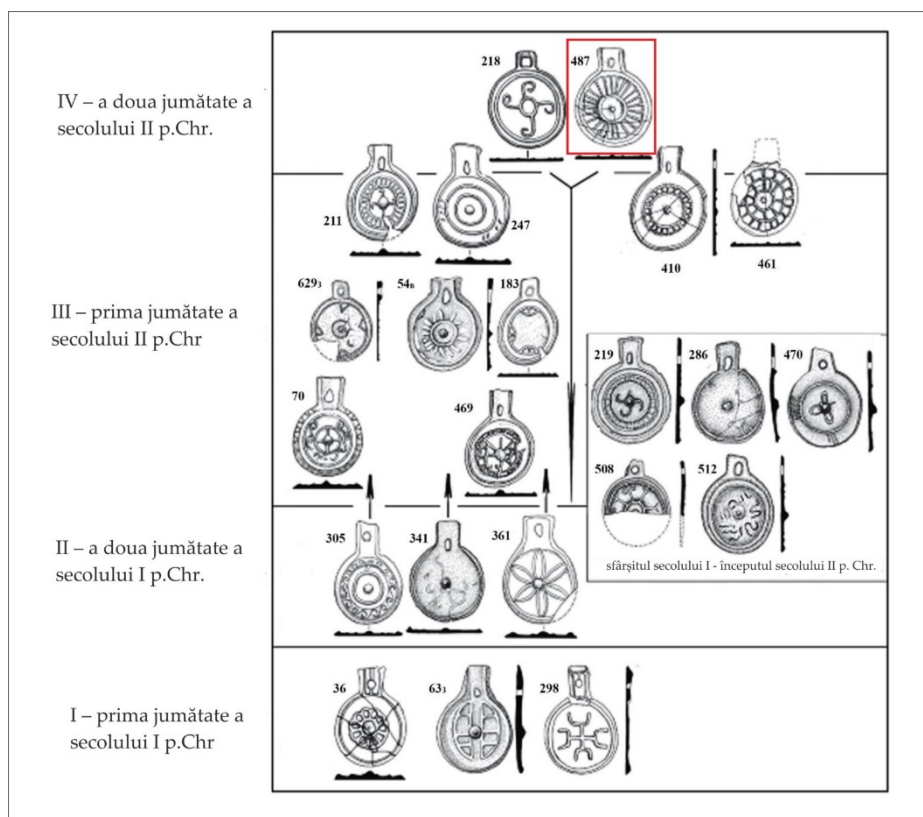 IV – a doua jumătate a
secolului II p.Chr.
218
487
211
247
410
461
III – prima jumătate a
secolului II p.Chr
629₃
54в
183
219
286
470
70
469
508
512
sfârșitul secolului I - începutul secolului II p. Chr.
II – a doua jumătate a
secolului I p.Chr.
305
341
361
I – prima jumătate a
secolului I p.Chr
36
63₃
298